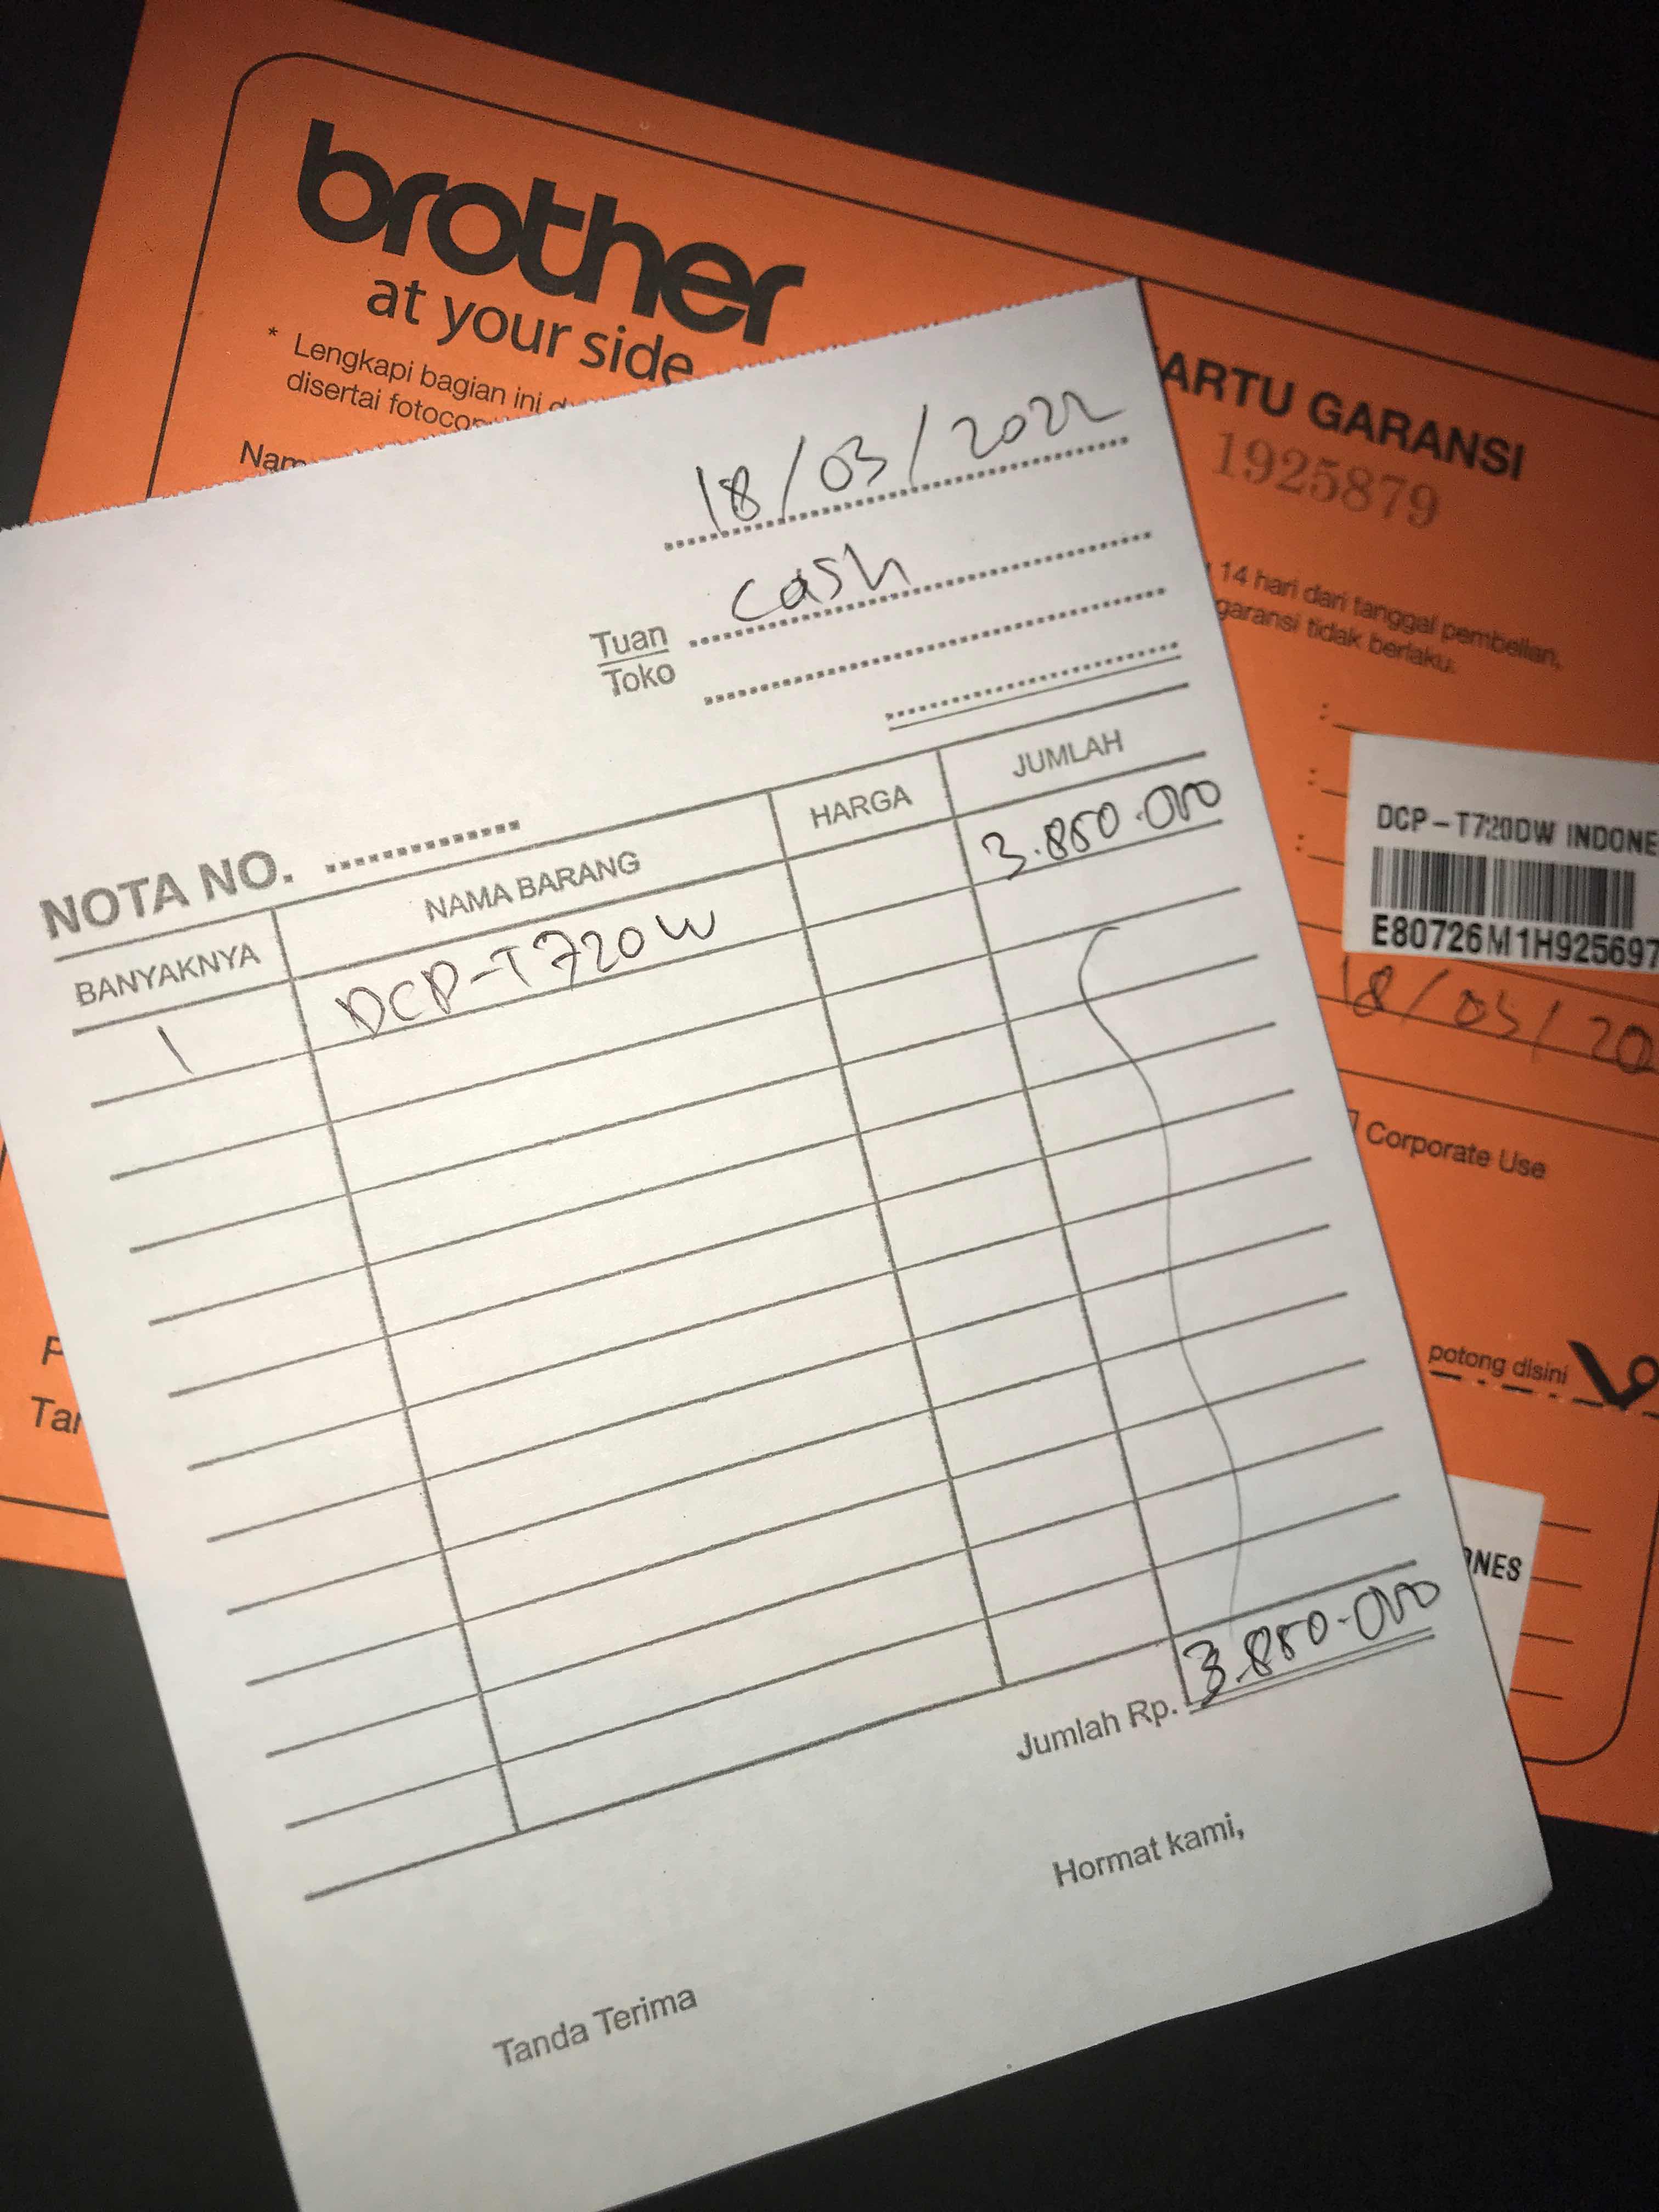 brother
at your side
* Lengkapi bagian ini
disertai
KARTU GARANSI
1925879
14 hari dari tanggal pembelian,
garansi tidak berlaku.
DCP-T720DW INDONE
E80726M1H925697
18/03/20
Corporate Use
potong disini
18/03/2022
Tuan cash
Toko
NOTA NO.
BANYAKNYA NAMA BARANG HARGA JUMLAH
1 DCP-T720W 3.850.000
Jumlah Rp. 3.850.000
Hormat kami,
Tanda Terima